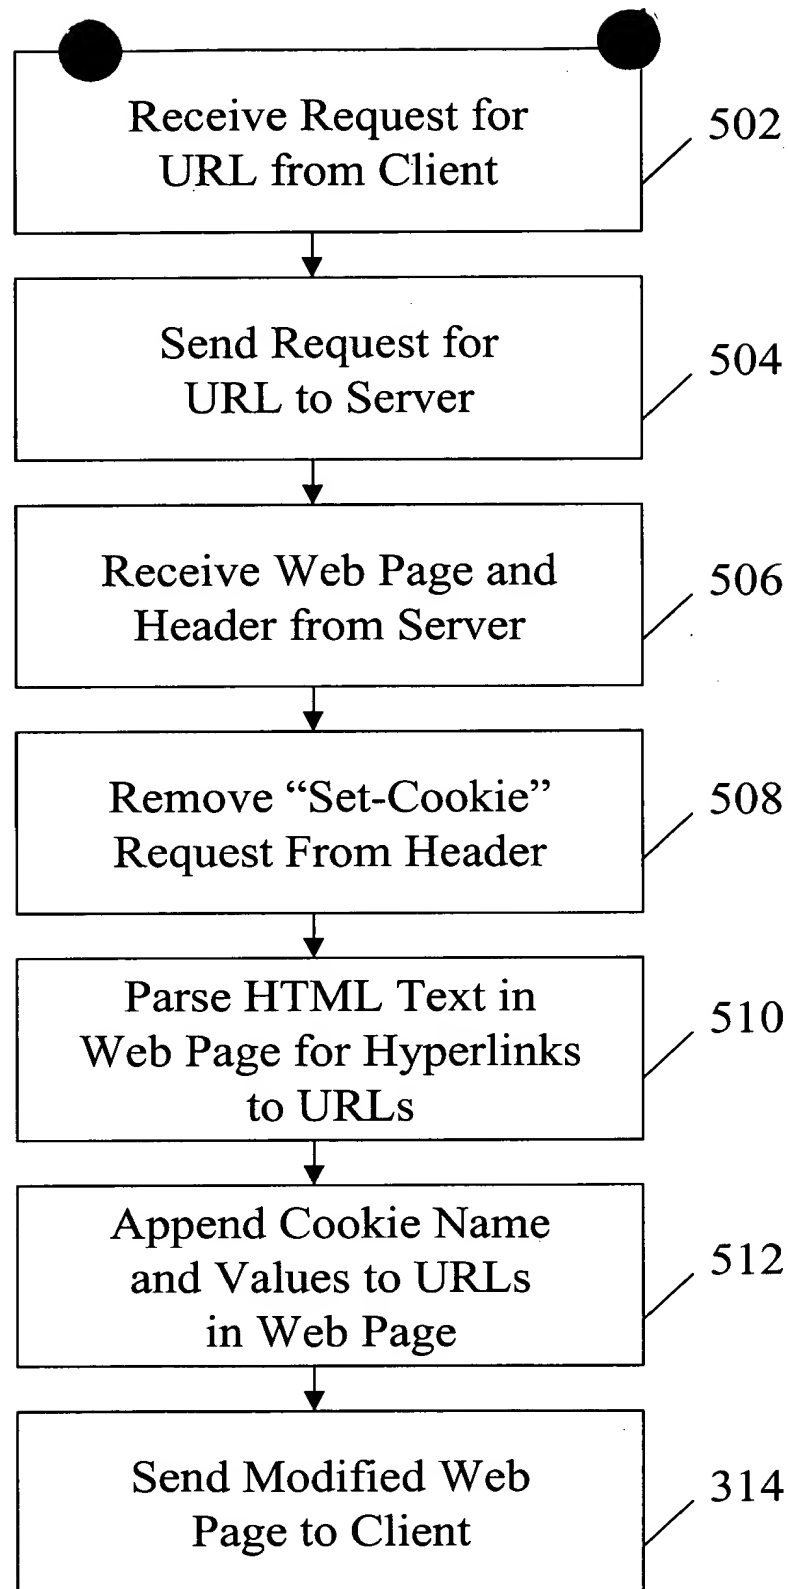 Receive Request for
URL from Client
502
Send Request for
URL to Server
504
Receive Web Page and
Header from Server
506
Remove “Set-Cookie”
Request From Header
508
Parse HTML Text in
Web Page for Hyperlinks
to URLs
510
Append Cookie Name
and Values to URLs
in Web Page
512
Send Modified Web
Page to Client
314